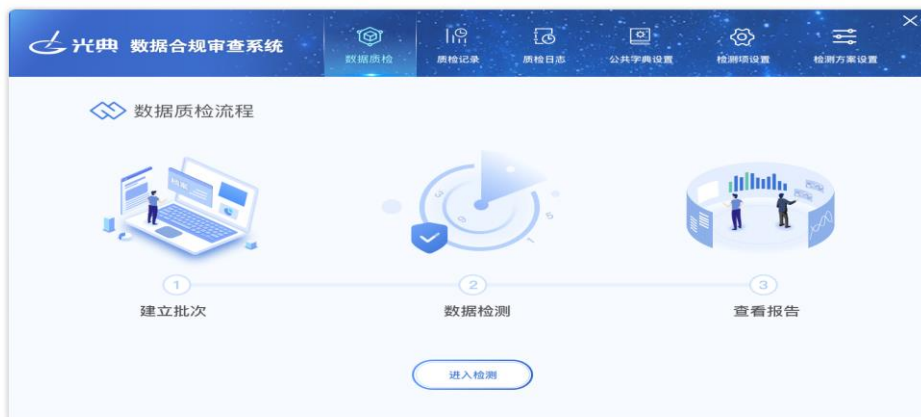 光典 数据合规审查系统
数据质检
质检记录
质检日志
公共字典设置
检测项设置
检测方案设置
数据质检流程
1
2
3
建立批次
数据检测
查看报告
进入检测